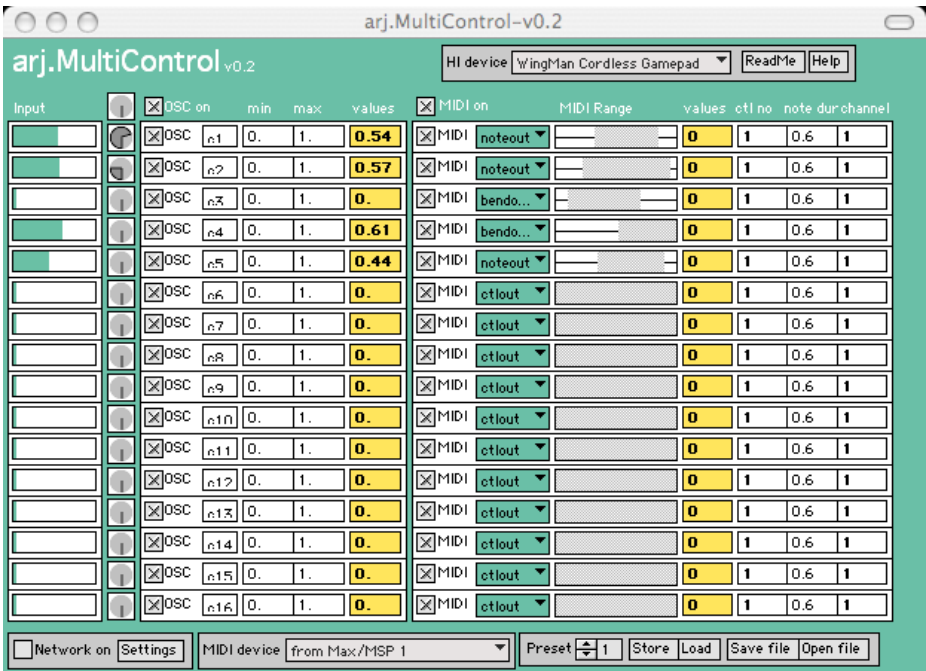 arj.MultiControl-v0.2
arj.MultiControl v0.2
HI device WingMan Cordless Gamepad ReadMe Help
Input OSC on min max values MIDI on MIDI Range values ctl no note dur channel
OSC c1 0. 1. 0.54 MIDI noteout 0 1 0.6 1
OSC c2 0. 1. 0.57 MIDI noteout 0 1 0.6 1
OSC c3 0. 1. 0. MIDI bendo... 0 1 0.6 1
OSC c4 0. 1. 0.61 MIDI bendo... 0 1 0.6 1
OSC c5 0. 1. 0.44 MIDI noteout 0 1 0.6 1
OSC c6 0. 1. 0. MIDI ctlout 0 1 0.6 1
OSC c7 0. 1. 0. MIDI ctlout 0 1 0.6 1
OSC c8 0. 1. 0. MIDI ctlout 0 1 0.6 1
OSC c9 0. 1. 0. MIDI ctlout 0 1 0.6 1
OSC c10 0. 1. 0. MIDI ctlout 0 1 0.6 1
OSC c11 0. 1. 0. MIDI ctlout 0 1 0.6 1
OSC c12 0. 1. 0. MIDI ctlout 0 1 0.6 1
OSC c13 0. 1. 0. MIDI ctlout 0 1 0.6 1
OSC c14 0. 1. 0. MIDI ctlout 0 1 0.6 1
OSC c15 0. 1. 0. MIDI ctlout 0 1 0.6 1
OSC c16 0. 1. 0. MIDI ctlout 0 1 0.6 1
Network on Settings MIDI device from Max/MSP 1 Preset 1 Store Load Save file Open file